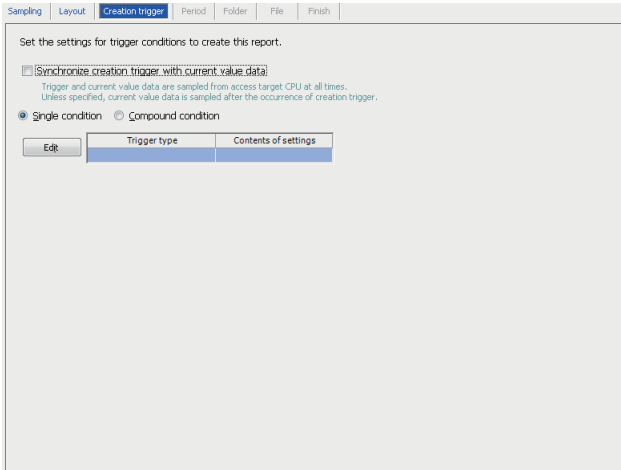 Sampling Layout Creation trigger Period Folder File Finish
Set the settings for trigger conditions to create this report.
Synchronize creation trigger with current value data
Trigger and current value data are sampled from access target CPU at all times.
Unless specified, current value data is sampled after the occurrence of creation trigger.
Single condition Compound condition
Edit Trigger type Contents of settings